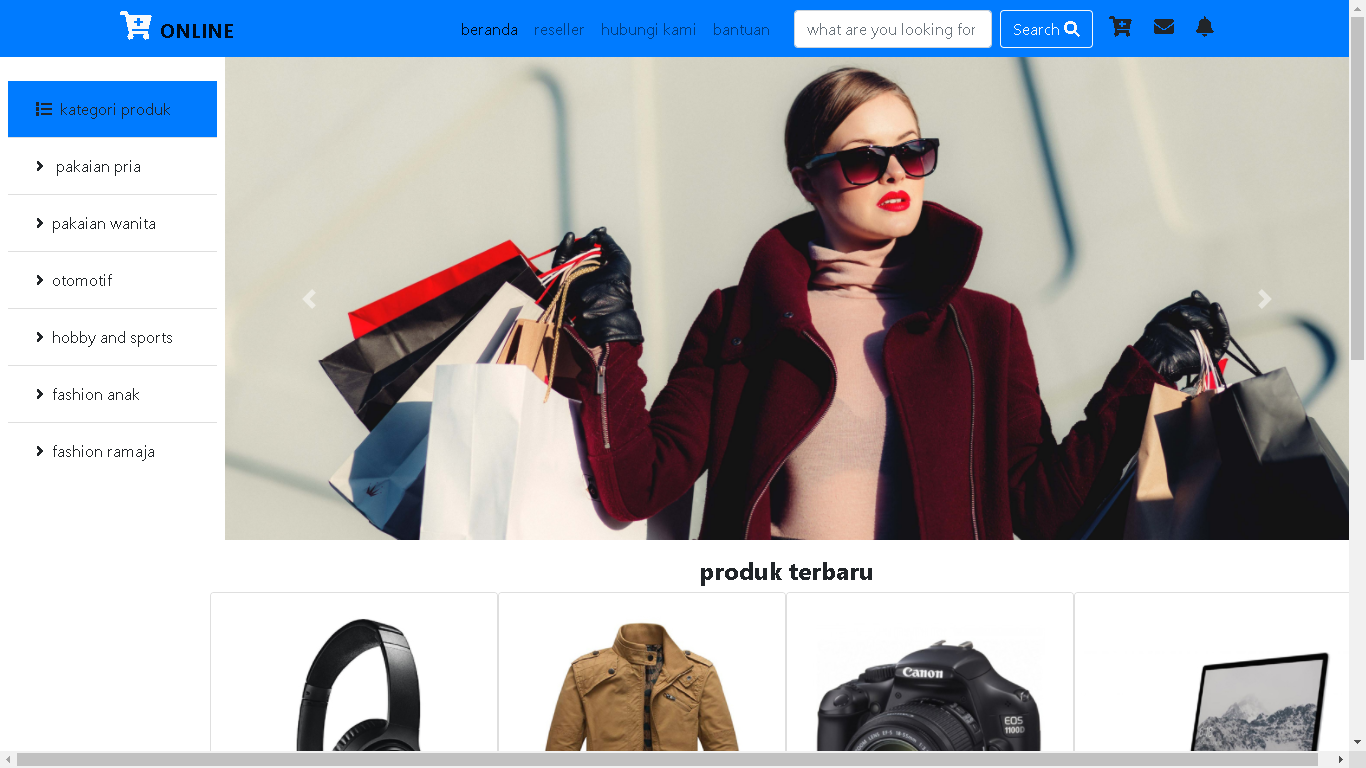 ONLINE
beranda reseller hubungi kami bantuan what are you looking for Search
kategori produk
pakaian pria
pakaian wanita
otomotif
hobby and sports
fashion anak
fashion ramaja
produk terbaru
Canon
EOS
1100D